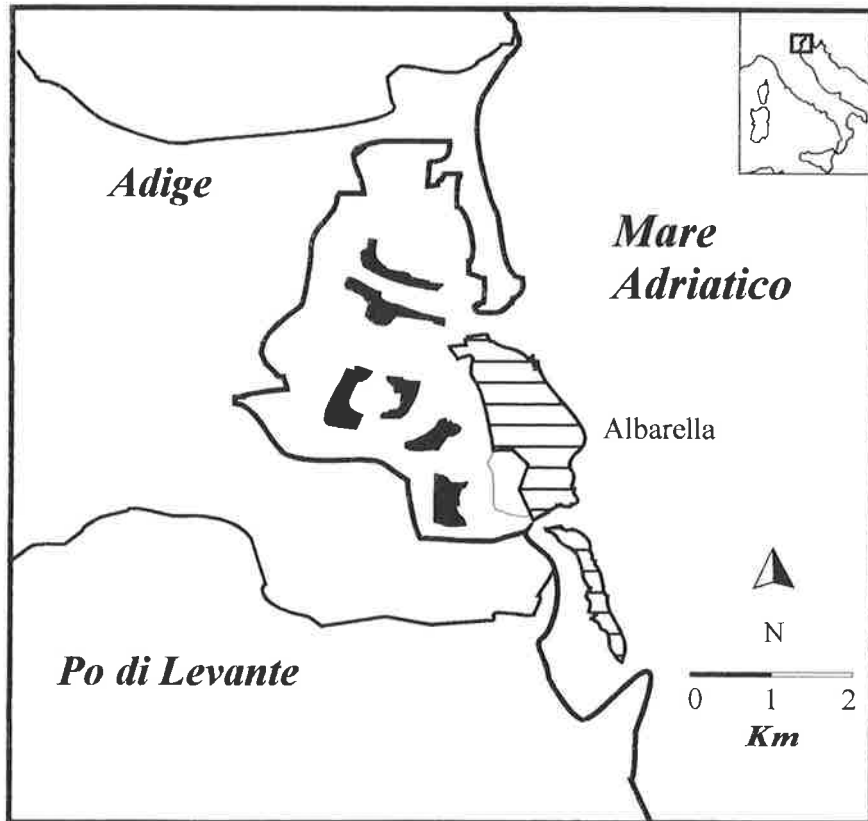 Adige
Mare
Adriatico
Albarella
N
Po di Levante
0 1 2
Km